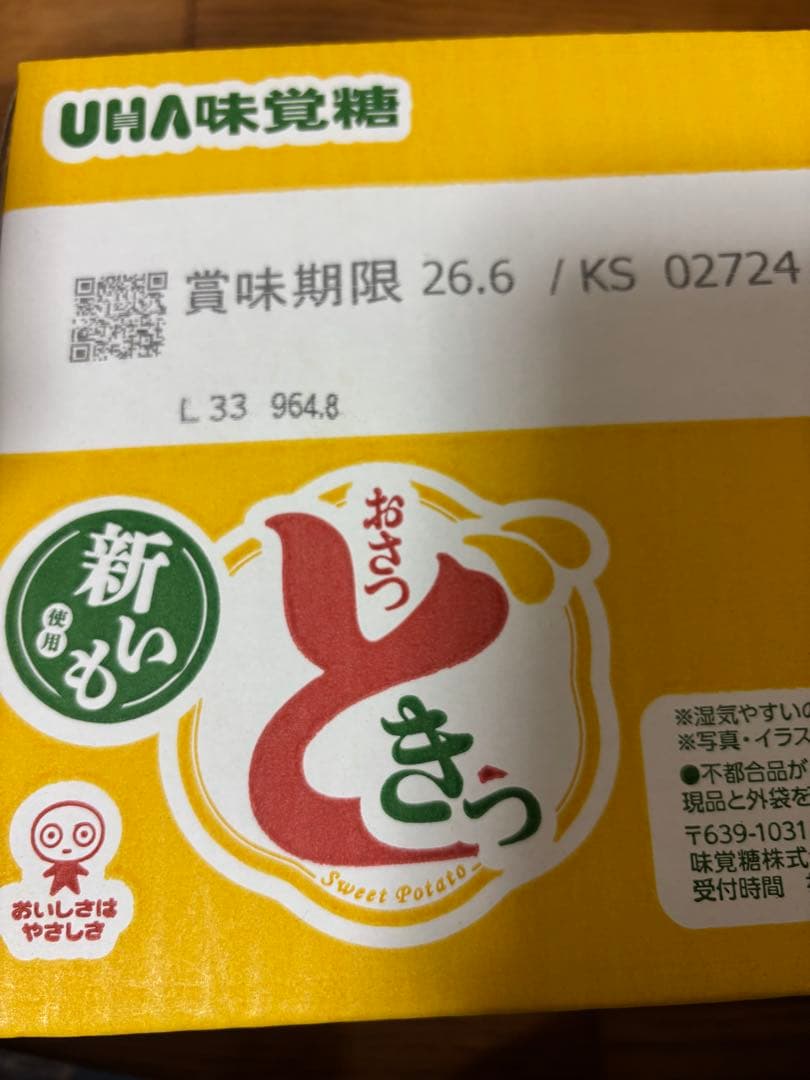 UHA味覚糖
賞味期限 26.6 / KS 02724
L 33 964.8
新いも
使用
おさつ
どきっ
Sweet Potato
おいしさは
やさしさ
※湿気やすいの
※写真・イラス
●不都合品が
現品と外袋を
〒639-1031
味覚糖株式
受付時間